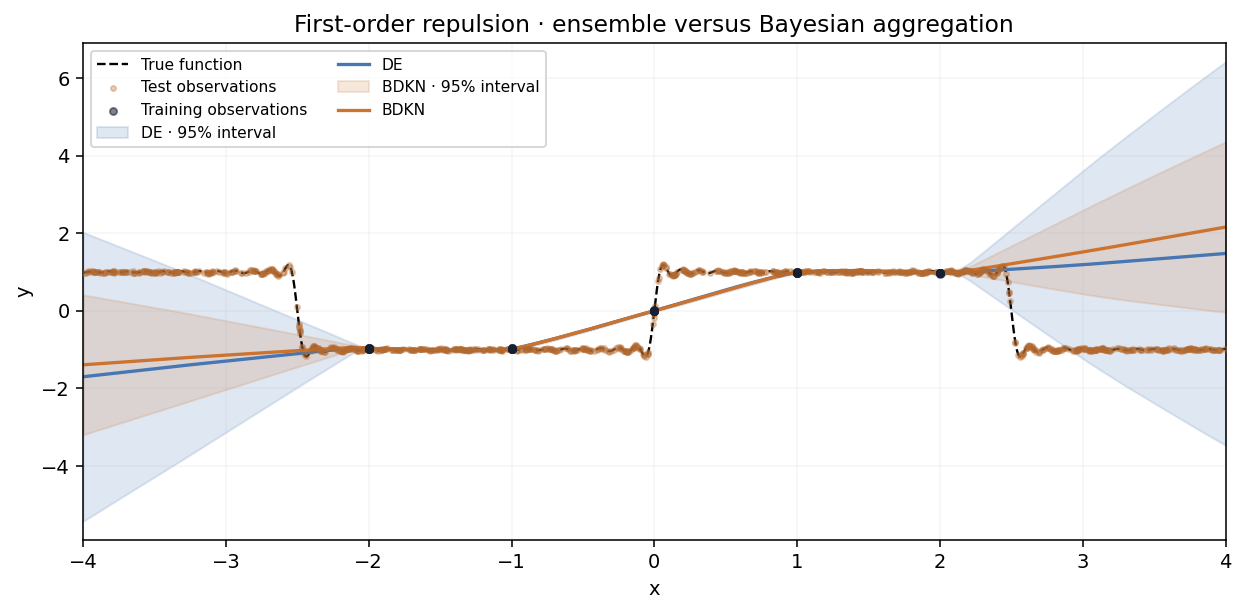 First-order repulsion · ensemble versus Bayesian aggregation
True function
Test observations
Training observations
DE · 95% interval
DE
BDKN · 95% interval
BDKN
y
6
4
2
0
−2
−4
−4
−3
−2
−1
0
1
2
3
4
x